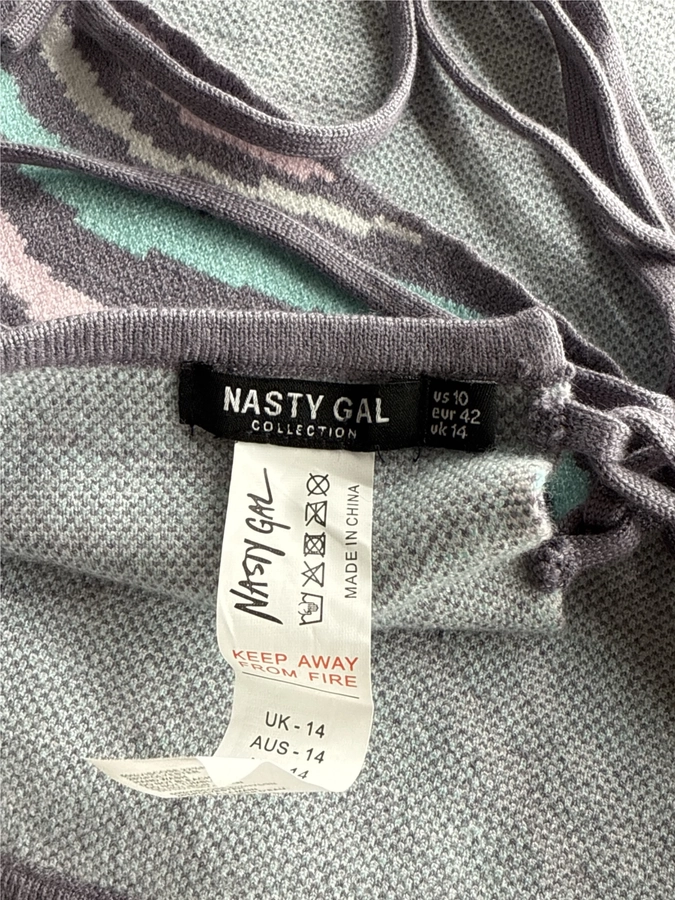 NASTY GAL
COLLECTION
us 10
eur 42
uk 14
NASTY GAL
MADE IN CHINA
KEEP AWAY
FROM FIRE
UK - 14
AUS - 14
14